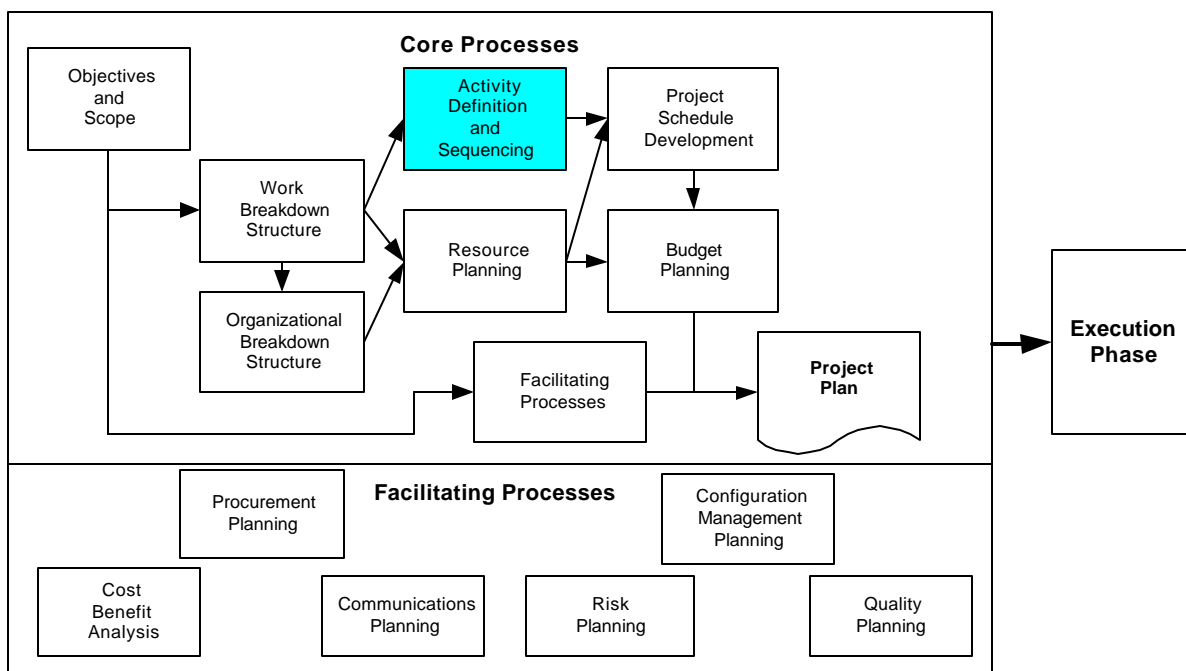 Core Processes
Objectives
and
Scope
Activity
Definition
and
Sequencing
Project
Schedule
Development
Work
Breakdown
Structure
Resource
Planning
Budget
Planning
Organizational
Breakdown
Structure
Facilitating
Processes
Project
Plan
Execution
Phase
Facilitating Processes
Procurement
Planning
Configuration
Management
Planning
Cost
Benefit
Analysis
Communications
Planning
Risk
Planning
Quality
Planning